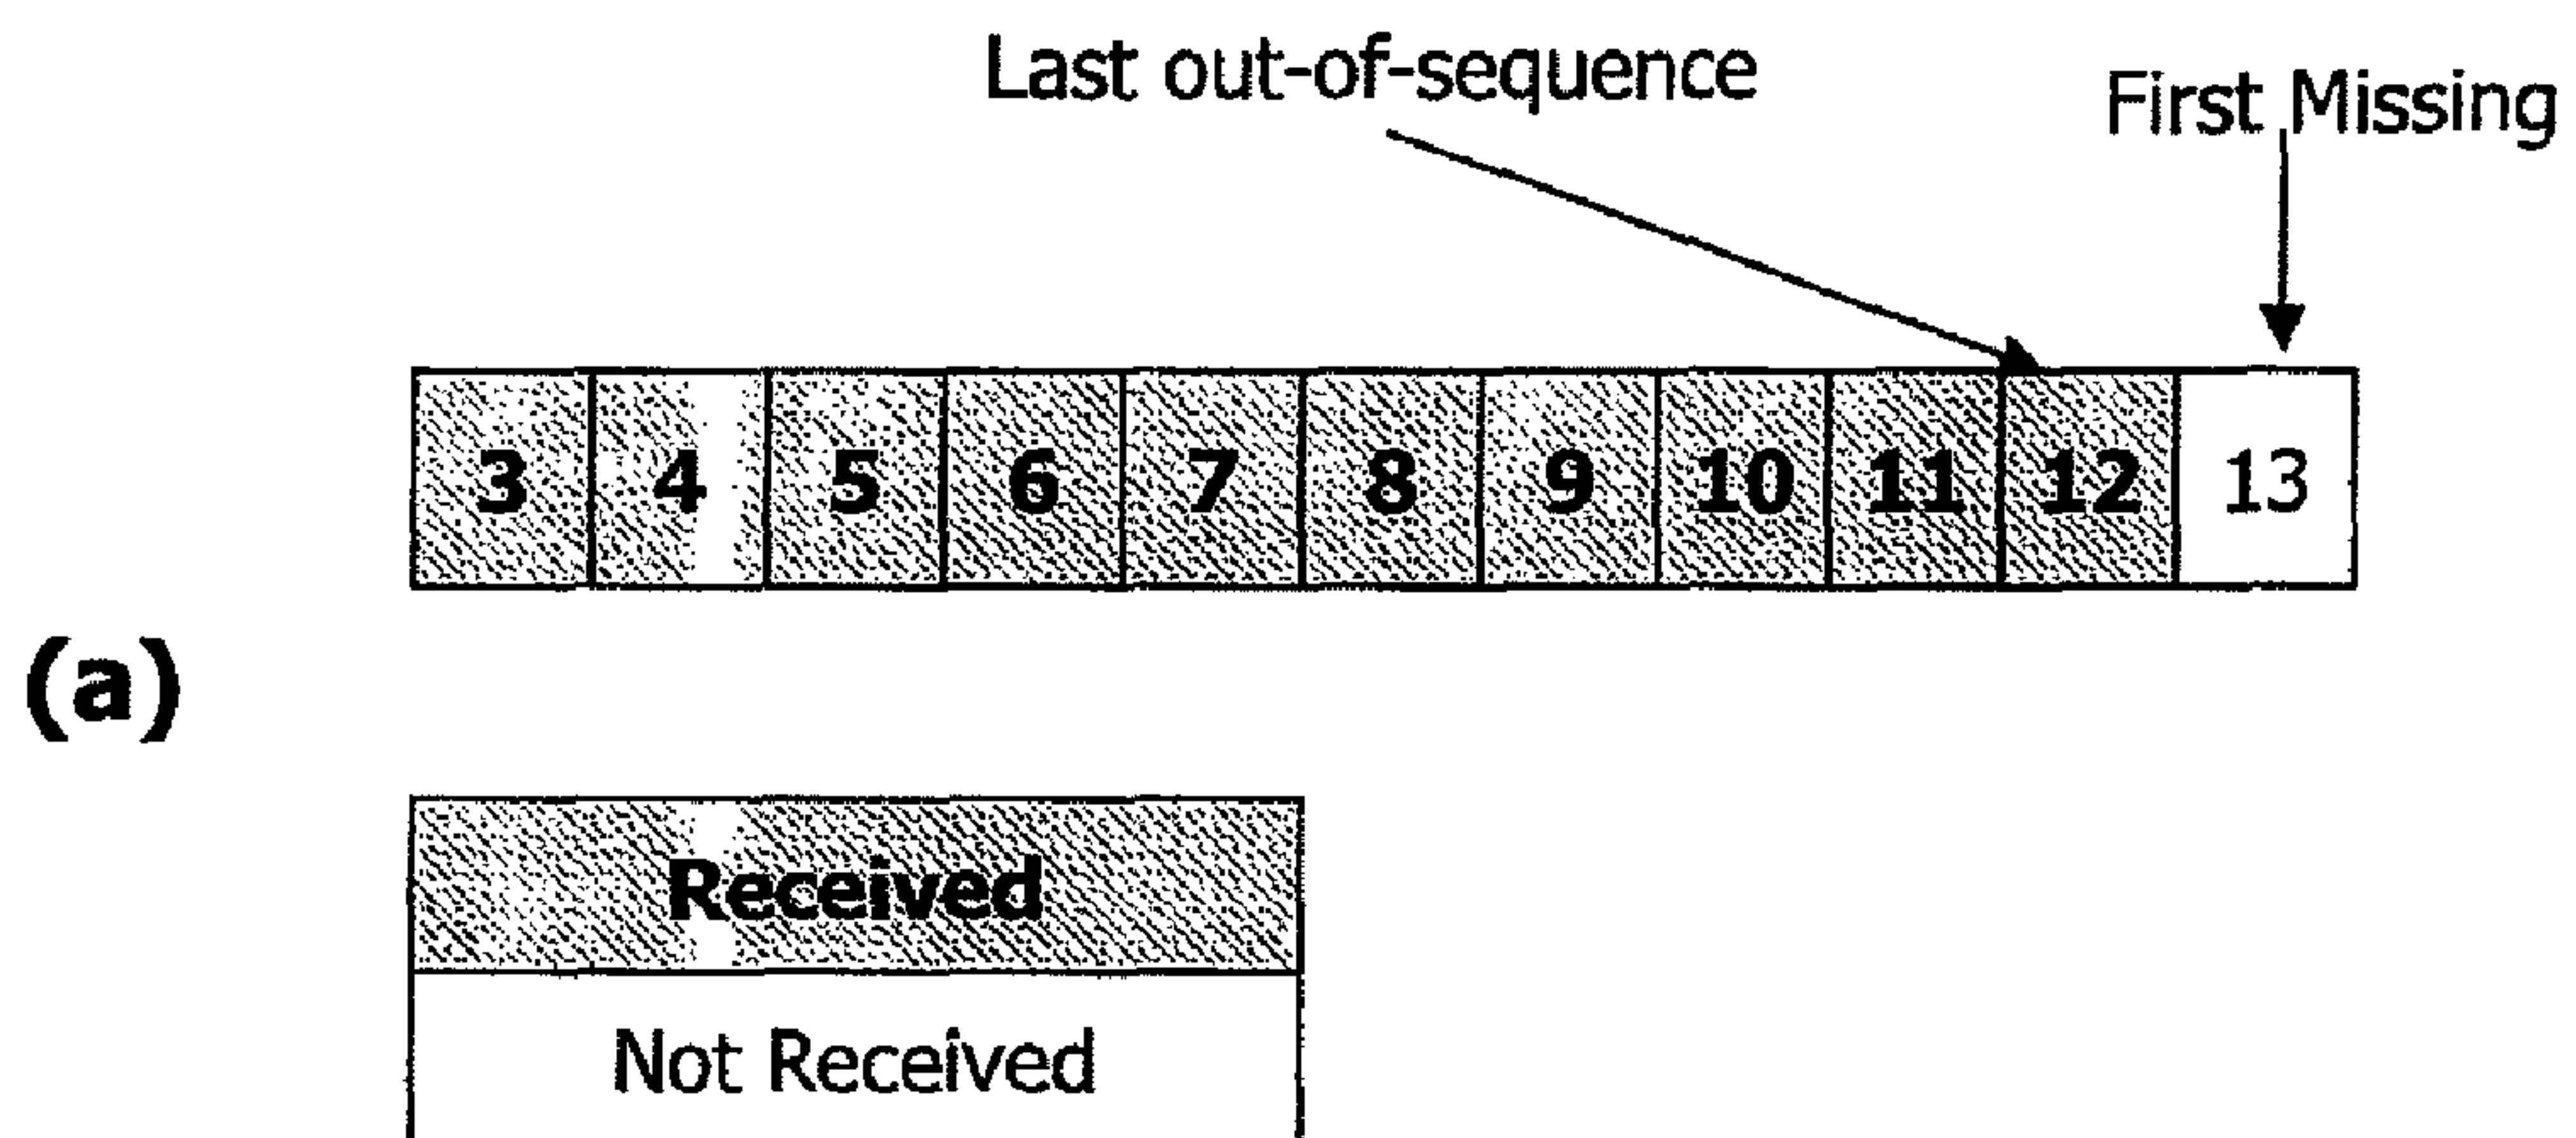 Last out-of-sequence
First Missing
3 4 5 6 7 8 9 10 11 12 13
(a)
Received
Not Received